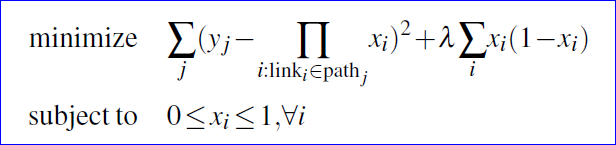 minimize ∑_j (y_j − ∏_{i:link_i∈path_j} x_i)^2 + λ ∑_i x_i(1−x_i)
subject to 0≤x_i≤1,∀i